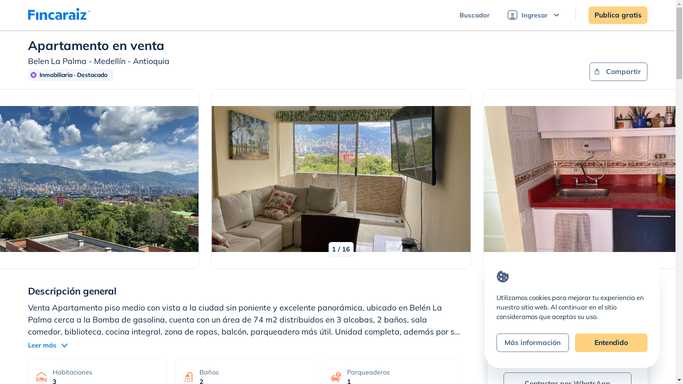 Fincaraiz
Buscador
Ingresar
Publica gratis
Apartamento en venta
Belen La Palma - Medellín - Antioquia
Inmobiliaria · Destacado
Compartir
1 / 16
Descripción general
Venta Apartamento piso medio con vista a la ciudad sin poniente y excelente panorámica, ubicado en Belén La
Palma cerca a la Bomba de gasolina, cuenta con un área de 74 m2 distribuidos en 3 alcobas, 2 baños, sala
comedor, biblioteca, cocina integral, zona de ropas, balcón, parqueadero más útil. Unidad completa, además por s...
Leer más
Habitaciones
3
Baños
2
Parqueaderos
1
Utilizamos cookies para mejorar tu experiencia en
nuestro sitio web. Al continuar en el sitio
consideramos que aceptas su uso.
Más información
Entendido
Contactar por WhatsApp